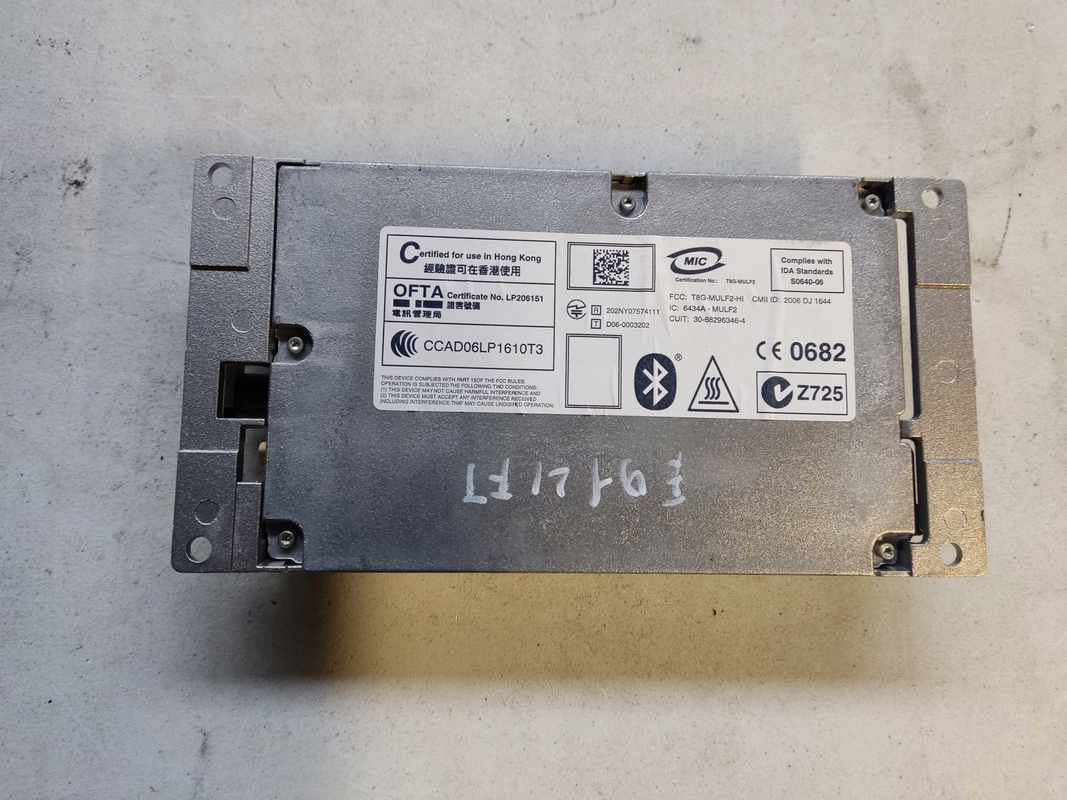 Certified for use in Hong Kong
經驗證可在香港使用
OFTA Certificate No. LP206151
電訊管理局 證書號碼
CCAD06LP1610T3
THIS DEVICE COMPLIES WITH PART 15OF THE FCC RULES
OPERATION IS SUBJECTED THE FOLLOWING TWO CONDITIONS:
(1) THIS DEVICE MAY NOT CAUSE HARMFUL INTERFERENCE AND
(2) THIS DEVICE MUST ACCEPT ANY INTERFERENCE RECEIVED
INCLUDING INTERFERENCE THAT MAY CAUSE UNDISIRED OPERATION:
MIC
Certification No.: T8G-MULF2
Complies with
IDA Standards
S0640-06
R 202NY07574111
T D06-0003202
FCC: T8G-MULF2-HI CMII ID: 2006 DJ 1644
IC: 6434A - MULF2
CUIT: 30-68296346-4
®
CE 0682
Z725